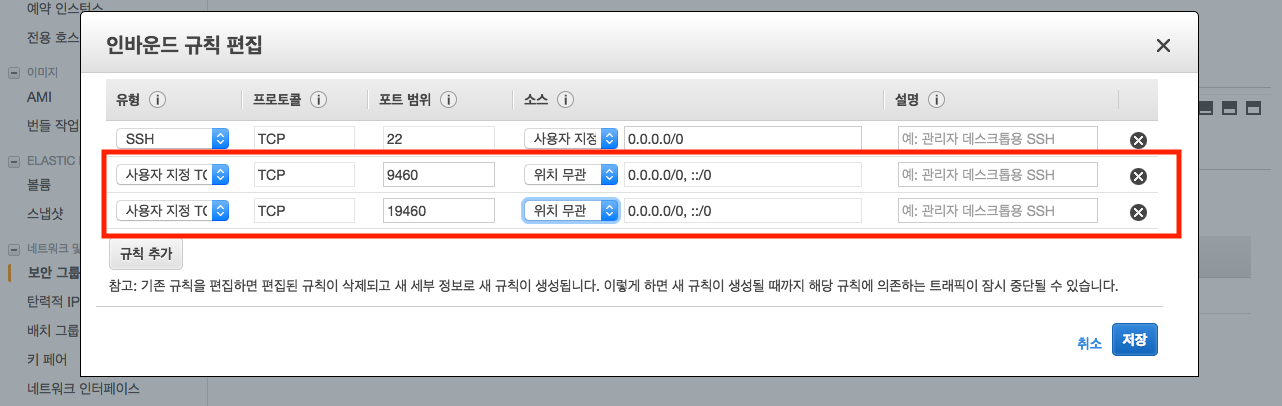 예약 인스턴스
전용 호스
이미지
AMI
번들 작업
ELASTIC
볼륨
스냅샷
네트워크 및
보안 그룹
탄력적 IP
배치 그룹
키 페어
네트워크 인터페이스
인바운드 규칙 편집
유형 프로토콜 포트 범위 소스 설명
SSH TCP 22 사용자 지정 0.0.0.0/0 예: 관리자 데스크톱용 SSH
사용자 지정 TC TCP 9460 위치 무관 0.0.0.0/0, ::/0 예: 관리자 데스크톱용 SSH
사용자 지정 TC TCP 19460 위치 무관 0.0.0.0/0, ::/0 예: 관리자 데스크톱용 SSH
규칙 추가
참고: 기존 규칙을 편집하면 편집된 규칙이 삭제되고 새 세부 정보로 새 규칙이 생성됩니다. 이렇게 하면 새 규칙이 생성될 때까지 해당 규칙에 의존하는 트래픽이 잠시 중단될 수 있습니다.
취소 저장